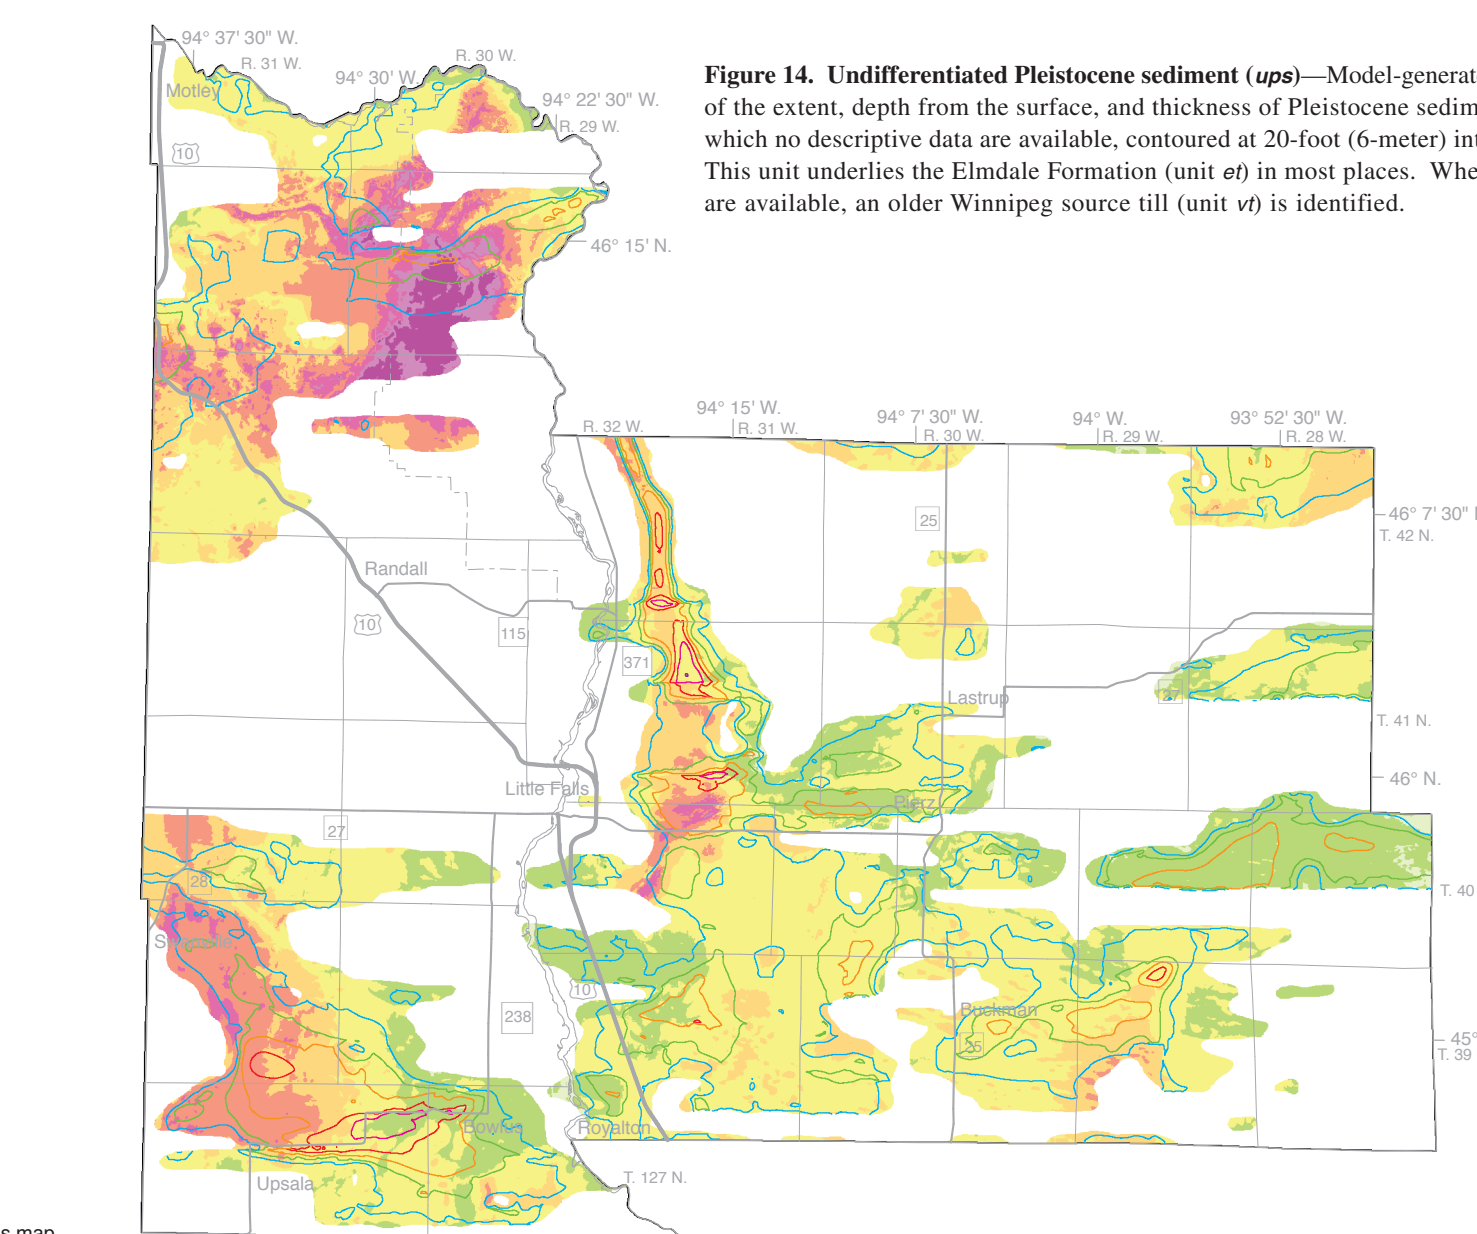 94° 37' 30" W.
R. 31 W.
94° 30' W.
R. 30 W.
94° 22' 30" W.
R. 29 W.
Motley
10
46° 15' N.
Figure 14. Undifferentiated Pleistocene sediment (ups)—Model-generat
of the extent, depth from the surface, and thickness of Pleistocene sedim
which no descriptive data are available, contoured at 20-foot (6-meter) int
This unit underlies the Elmdale Formation (unit et) in most places. Whe
are available, an older Winnipeg source till (unit vt) is identified.
R. 32 W.
94° 15' W.
R. 31 W.
94° 7' 30" W.
R. 30 W.
94° W.
R. 29 W.
93° 52' 30" W.
R. 28 W.
25
46° 7' 30"
T. 42 N.
Randall
10
115
371
Lastrup
27
T. 41 N.
46° N.
Little Falls
Pierz
27
28
T. 40
238
10
Buckman
25
45°
T. 39
Bowlus
Royalton
Upsala
T. 127 N.
s map